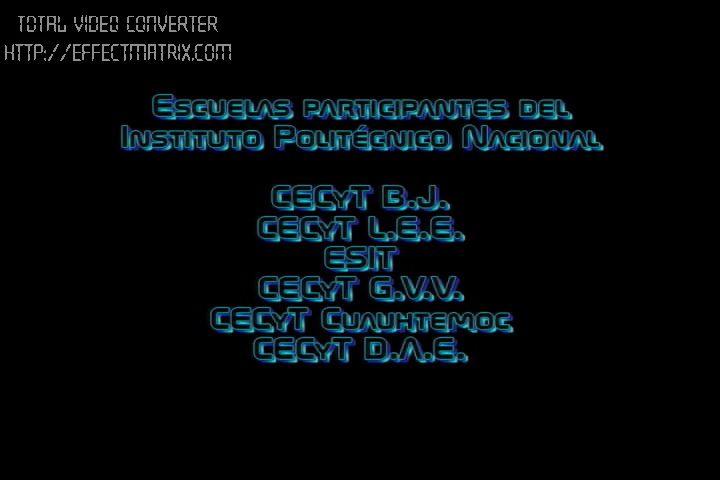 TOTAL VIDEO CONVERTER
HTTP://EFFECTMATRIX.COM
Escuelas participantes del
Instituto Politécnico Nacional
CECyT B.J.
CECyT L.E.E.
ESIT
CECyT G.V.V.
CECyT Cuauhtemoc
CECyT D.A.E.